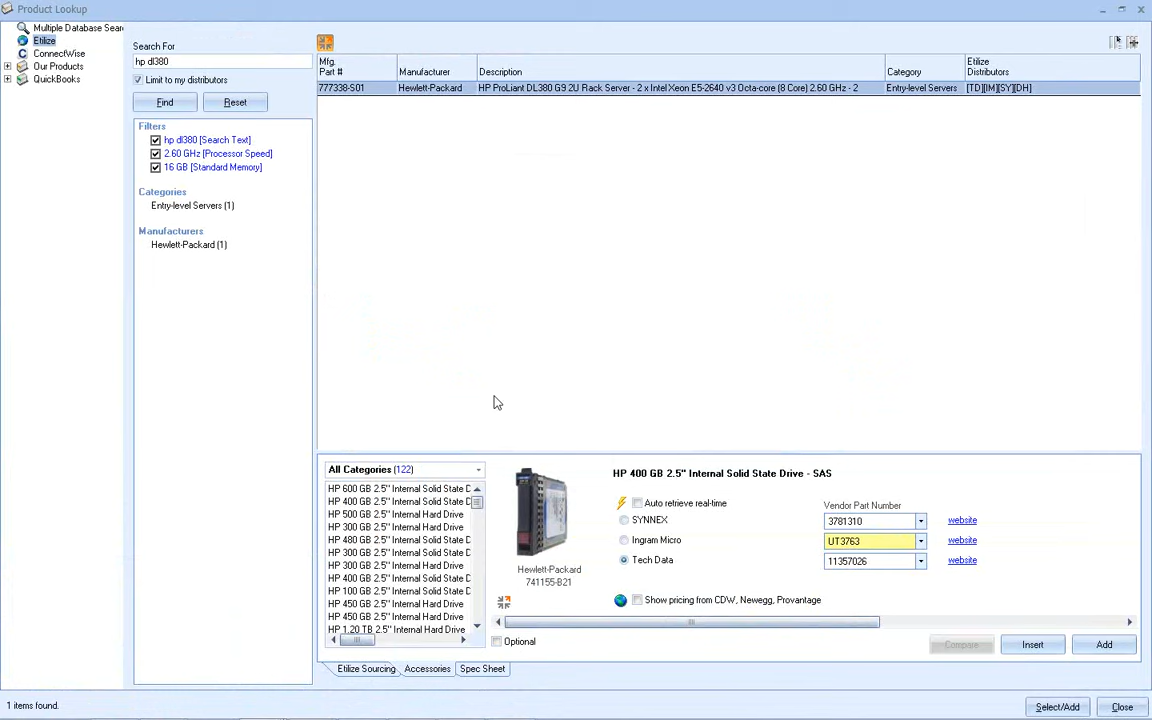 Product Lookup
Multiple Database Sear
Etilize
ConnectWise
Our Products
QuickBooks
Search For
hp dl380
Limit to my distributors
Find
Reset
Filters
hp dl380 [Search Text]
2.60 GHz [Processor Speed]
16 GB [Standard Memory]
Categories
Entry-level Servers (1)
Manufacturers
Hewlett-Packard (1)
Mfg. Part #
Manufacturer
Description
Category
Etilize Distributors
777338-S01
Hewlett-Packard
HP ProLiant DL380 G9 2U Rack Server - 2 x Intel Xeon E5-2640 v3 Octa-core (8 Core) 2.60 GHz - 2
Entry-level Servers
[TD][IM][SY][DH]
All Categories (122)
HP 600 GB 2.5" Internal Solid State D
HP 400 GB 2.5" Internal Solid State D
HP 500 GB 2.5" Internal Hard Drive
HP 300 GB 2.5" Internal Hard Drive
HP 480 GB 2.5" Internal Solid State D
HP 300 GB 2.5" Internal Hard Drive
HP 300 GB 2.5" Internal Hard Drive
HP 400 GB 2.5" Internal Solid State D
HP 100 GB 2.5" Internal Solid State D
HP 450 GB 2.5" Internal Hard Drive
HP 450 GB 2.5" Internal Hard Drive
HP 1.20 TB 2.5" Internal Hard Drive
Hewlett-Packard
741155-B21
HP 400 GB 2.5" Internal Solid State Drive - SAS
Auto retrieve real-time
Vendor Part Number
SYNNEX
3781310
website
Ingram Micro
UT3763
website
Tech Data
11357026
website
Show pricing from CDW, Newegg, Provantage
Optional
Compare
Insert
Add
Etilize Sourcing
Accessories
Spec Sheet
1 items found.
Select/Add
Close